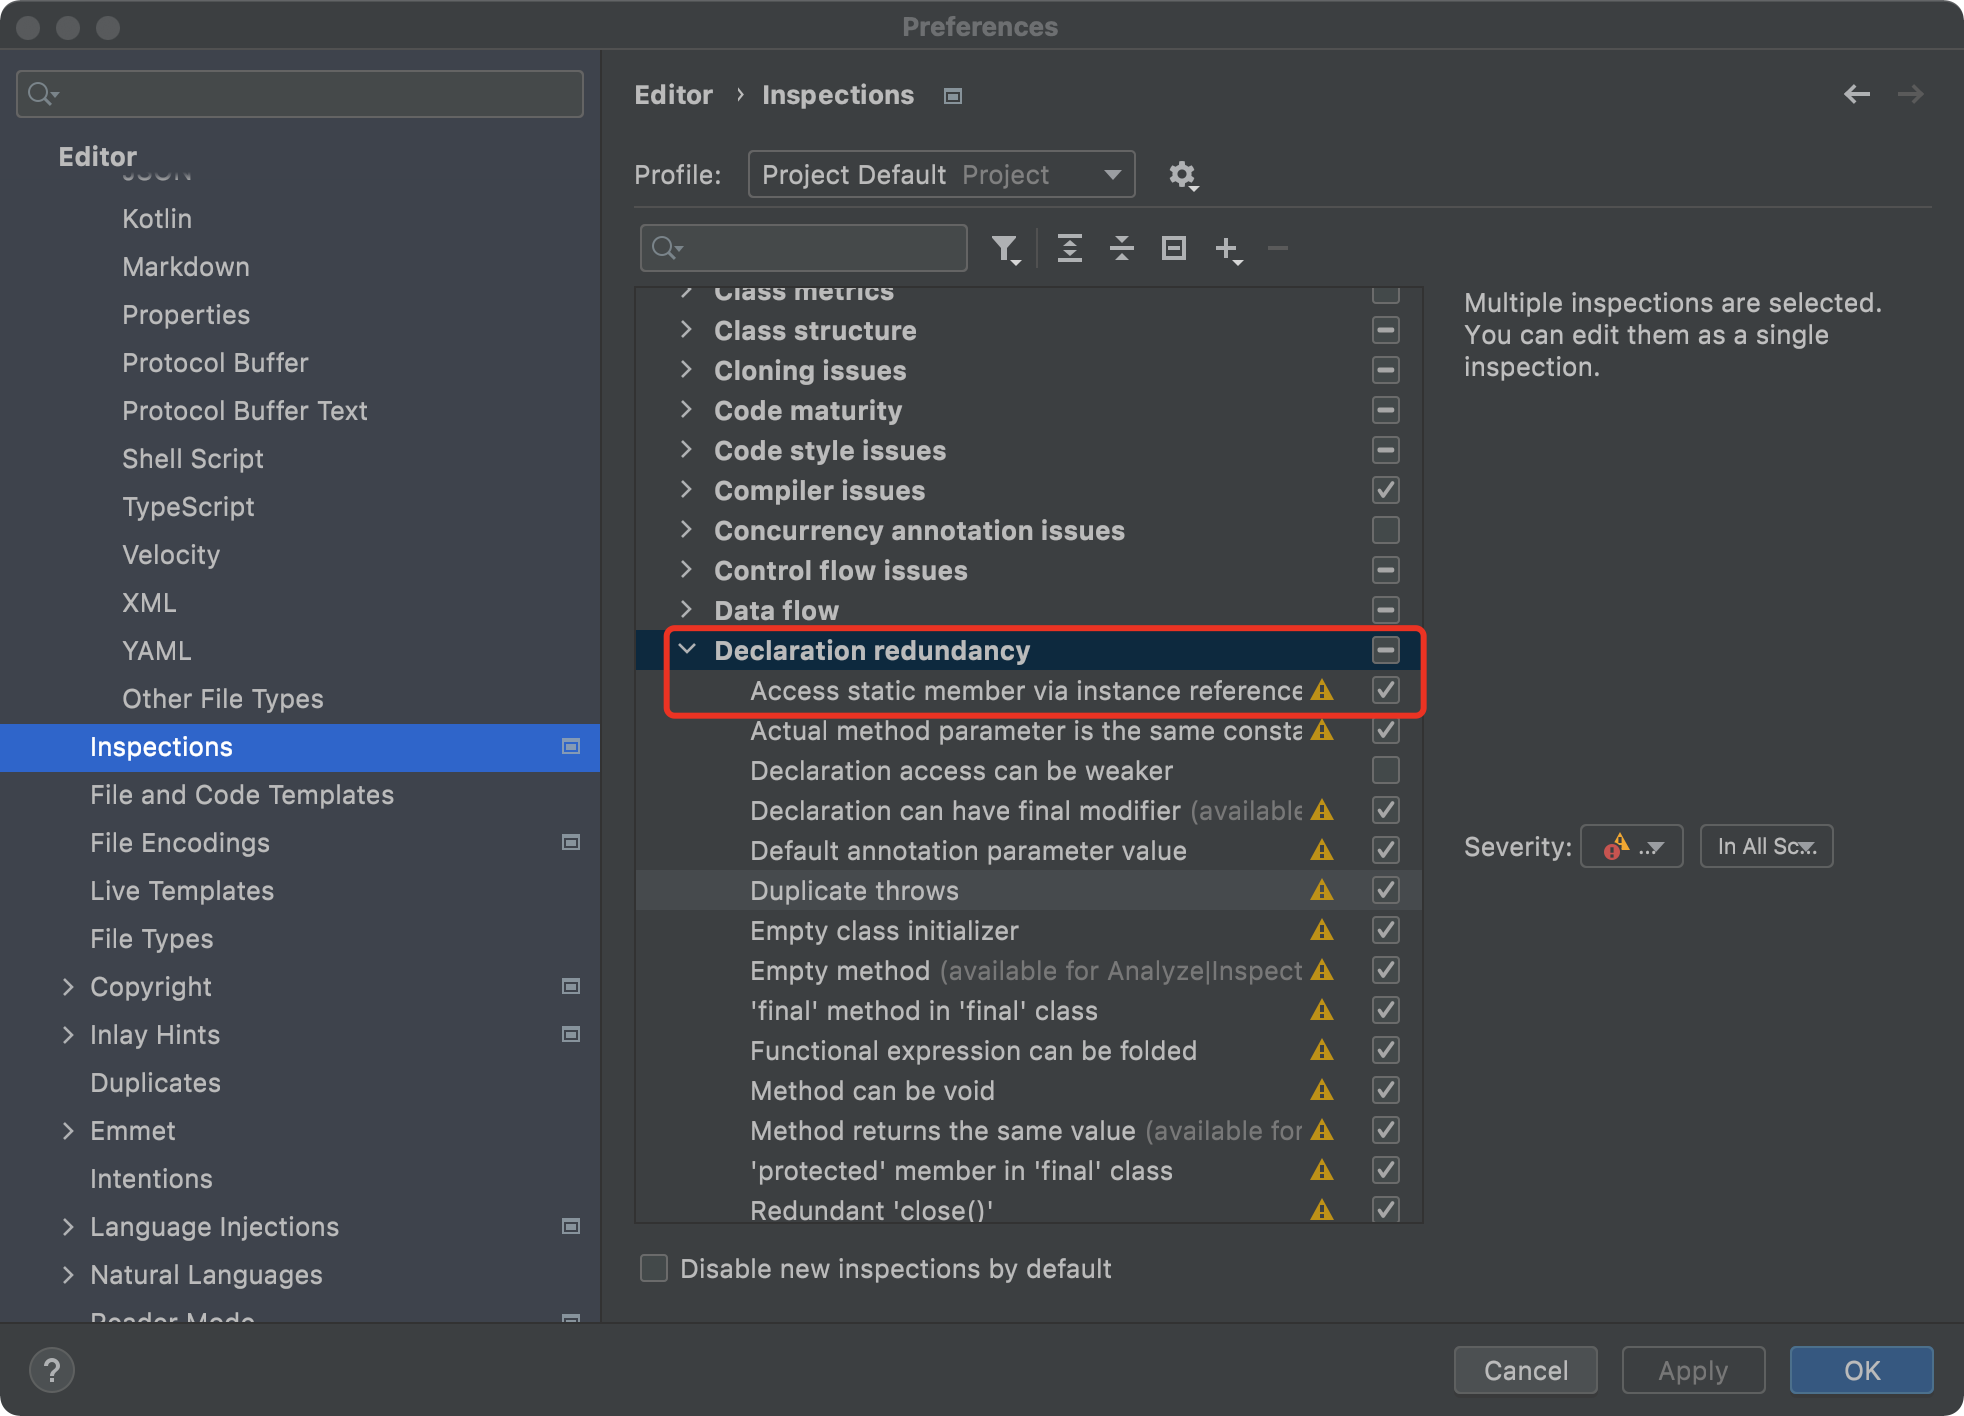 Preferences
Editor
JSON
Kotlin
Markdown
Properties
Protocol Buffer
Protocol Buffer Text
Shell Script
TypeScript
Velocity
XML
YAML
Other File Types
Inspections
File and Code Templates
File Encodings
Live Templates
File Types
Copyright
Inlay Hints
Duplicates
Emmet
Intentions
Language Injections
Natural Languages
Reader Mode
Editor › Inspections
Profile: Project Default Project
Class metrics
Class structure
Cloning issues
Code maturity
Code style issues
Compiler issues
Concurrency annotation issues
Control flow issues
Data flow
Declaration redundancy
Access static member via instance reference
Actual method parameter is the same consta
Declaration access can be weaker
Declaration can have final modifier (available
Default annotation parameter value
Duplicate throws
Empty class initializer
Empty method (available for Analyze|Inspect
'final' method in 'final' class
Functional expression can be folded
Method can be void
Method returns the same value (available for
'protected' member in 'final' class
Redundant 'close()'
Disable new inspections by default
Multiple inspections are selected.
You can edit them as a single
inspection.
Severity: ... In All Sc...
? Cancel Apply OK